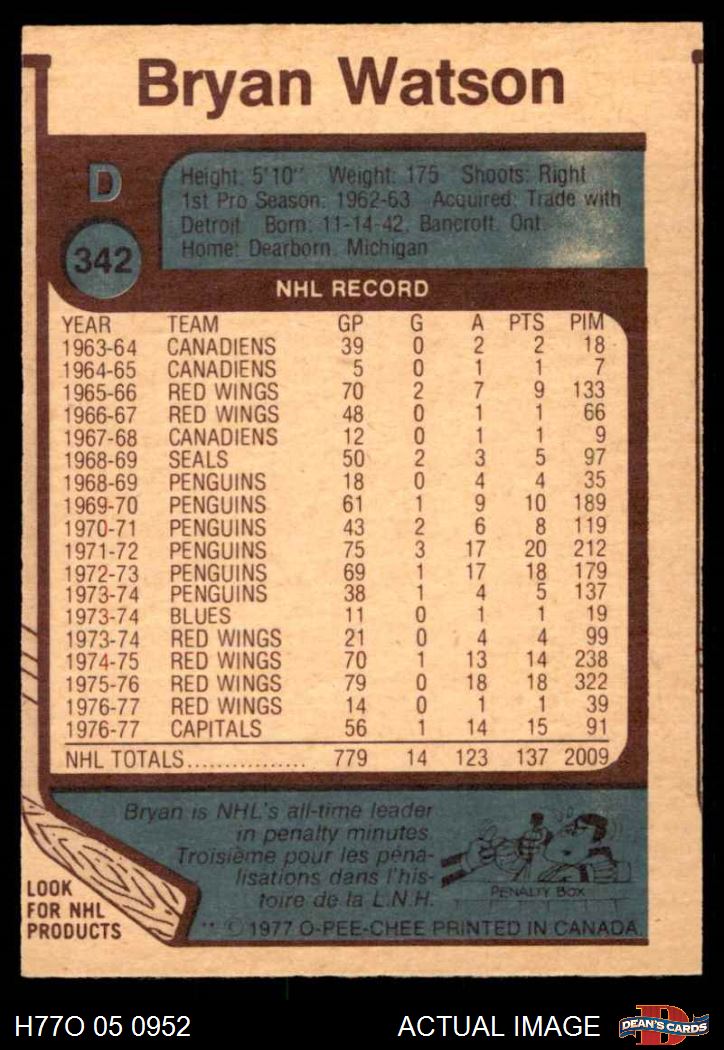 Bryan Watson
D
342
Height: 5'10" Weight: 175 Shoots: Right
1st Pro Season: 1962-63 Acquired: Trade with
Detroit Born: 11-14-42, Bancroft, Ont.
Home: Dearborn, Michigan
NHL RECORD
YEAR TEAM GP G A PTS PIM
1963-64 CANADIENS 39 0 2 2 18
1964-65 CANADIENS 5 0 1 1 7
1965-66 RED WINGS 70 2 7 9 133
1966-67 RED WINGS 48 0 1 1 66
1967-68 CANADIENS 12 0 1 1 9
1968-69 SEALS 50 2 3 5 97
1968-69 PENGUINS 18 0 4 4 35
1969-70 PENGUINS 61 1 9 10 189
1970-71 PENGUINS 43 2 6 8 119
1971-72 PENGUINS 75 3 17 20 212
1972-73 PENGUINS 69 1 17 18 179
1973-74 PENGUINS 38 1 4 5 137
1973-74 BLUES 11 0 1 1 19
1973-74 RED WINGS 21 0 4 4 99
1974-75 RED WINGS 70 1 13 14 238
1975-76 RED WINGS 79 0 18 18 322
1976-77 RED WINGS 14 0 1 1 39
1976-77 CAPITALS 56 1 14 15 91
NHL TOTALS................ 779 14 123 137 2009
Bryan is NHL's all-time leader
in penalty minutes.
Troisième pour les péna-
lisations dans l'his-
toire de la L.N.H.
PENALTY BOX
LOOK
FOR NHL
PRODUCTS
** © 1977 O-PEE-CHEE PRINTED IN CANADA
H77O 05 0952 ACTUAL IMAGE
D
DEAN'S CARDS